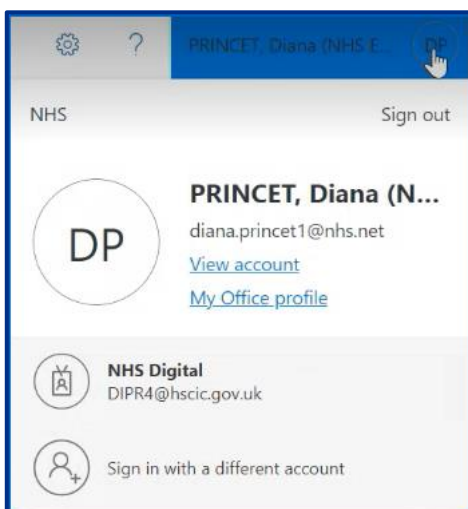 ? PRINCET, Diana (NHS E... DP
NHS Sign out
DP
PRINCET, Diana (N...
diana.princet1@nhs.net
View account
My Office profile
NHS Digital
DIPR4@hscic.gov.uk
Sign in with a different account